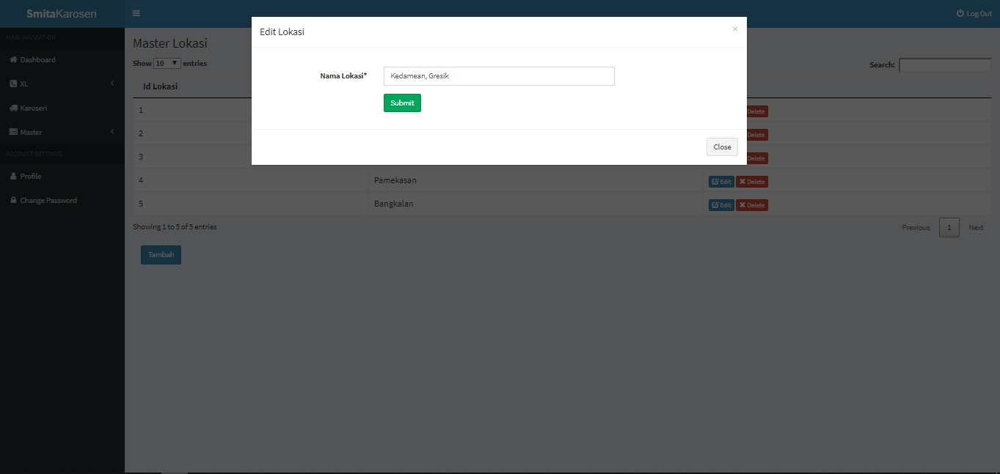 SmitaKaroseri
Log Out
MAIN NAVIGATION
Dashboard
XL
Karoseri
Master
ACCOUNT SETTINGS
Profile
Change Password
Edit Lokasi
×
Nama Lokasi*
Kedamean, Gresik
Submit
Close
Master Lokasi
Show 10 entries
Search:
Id Lokasi
1 Delete
2 Delete
3 Delete
4 Pamekasan Edit Delete
5 Bangkalan Edit Delete
Showing 1 to 5 of 5 entries
Previous 1 Next
Tambah